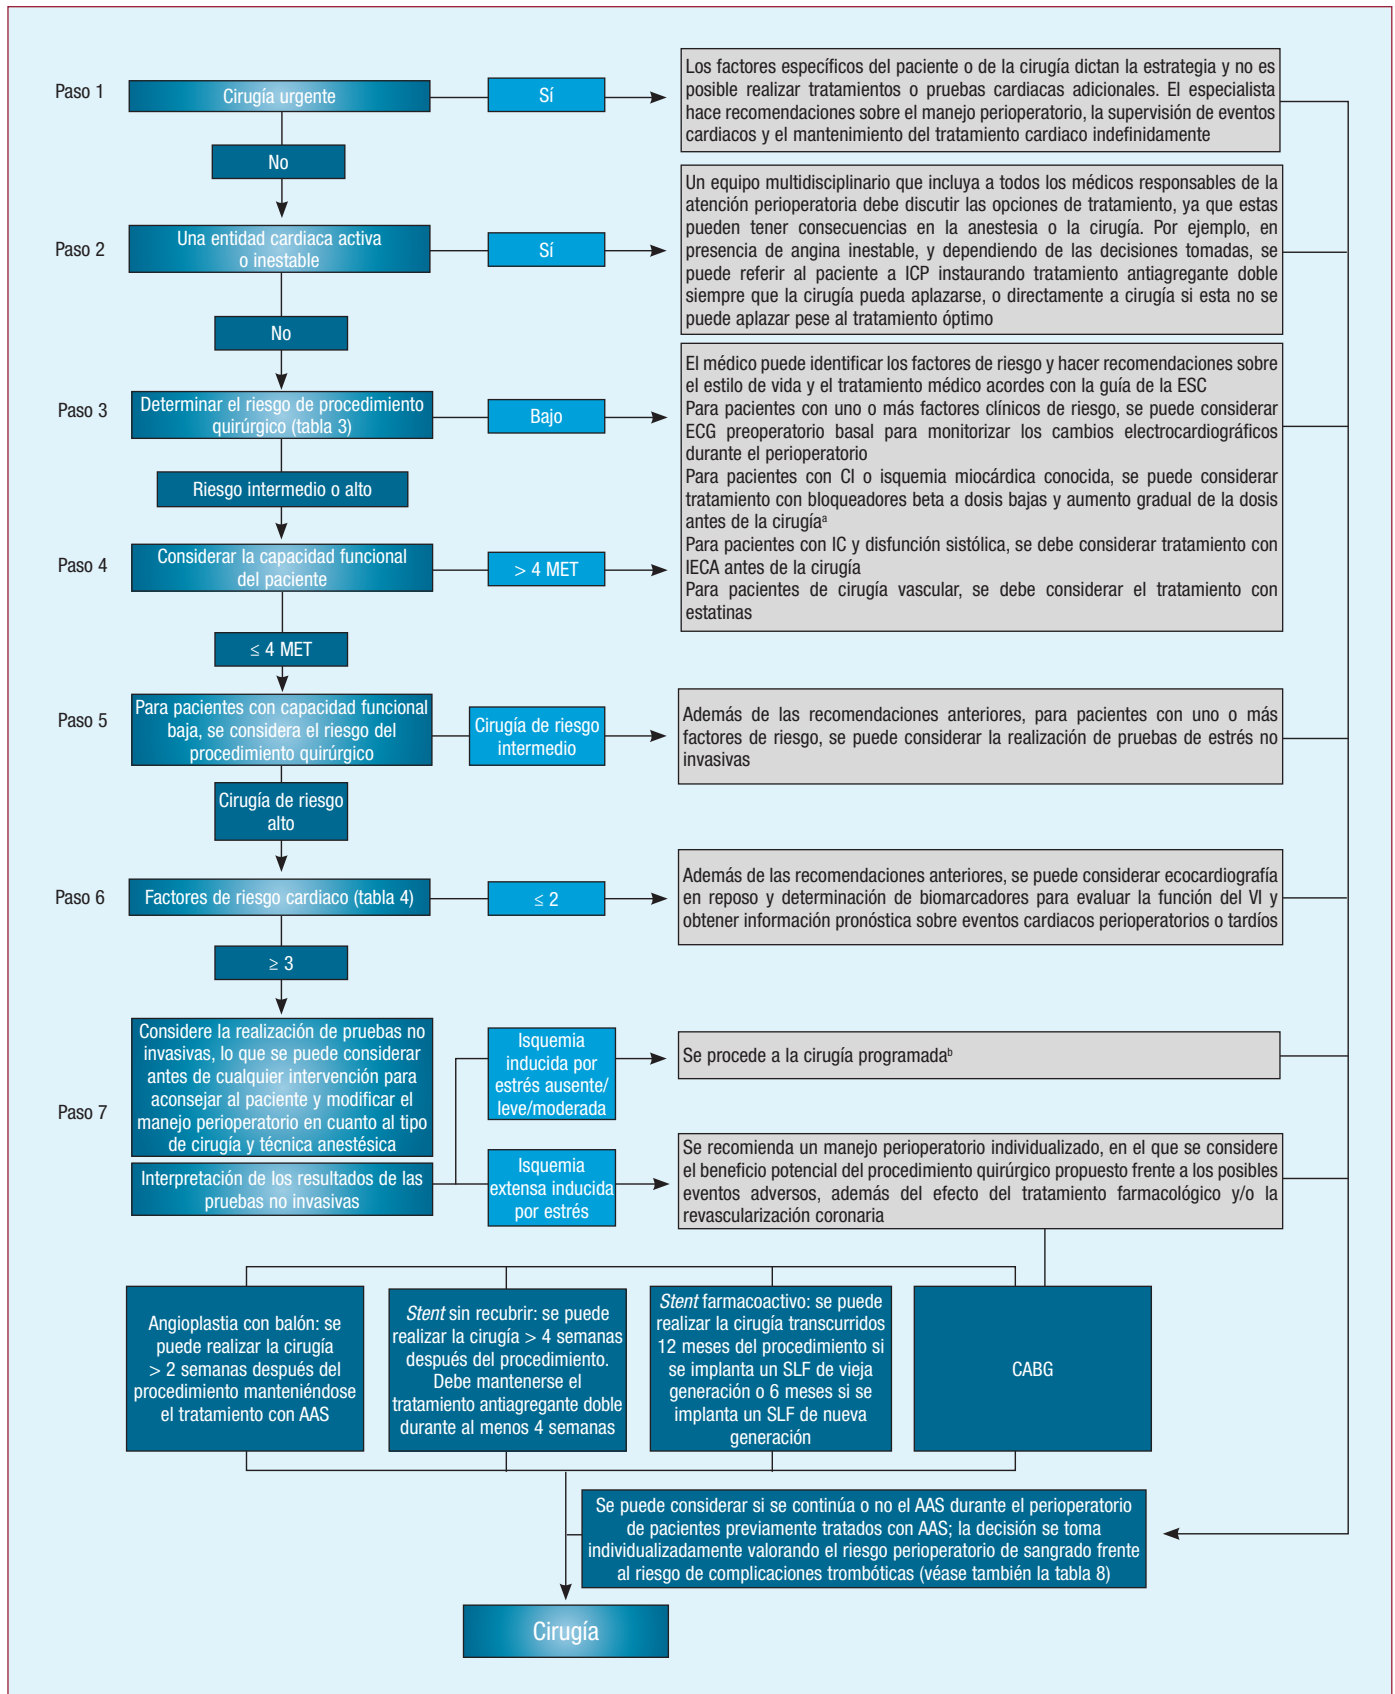 Paso 1
Cirugía urgente
Sí
Los factores específicos del paciente o de la cirugía dictan la estrategia y no es
posible realizar tratamientos o pruebas cardiacas adicionales. El especialista
hace recomendaciones sobre el manejo perioperatorio, la supervisión de eventos
cardiacos y el mantenimiento del tratamiento cardiaco indefinidamente
No
Paso 2
Una entidad cardiaca activa
o inestable
Sí
Un equipo multidisciplinario que incluya a todos los médicos responsables de la
atención perioperatoria debe discutir las opciones de tratamiento, ya que estas
pueden tener consecuencias en la anestesia o la cirugía. Por ejemplo, en
presencia de angina inestable, y dependiendo de las decisiones tomadas, se
puede referir al paciente a ICP instaurando tratamiento antiagregante doble
siempre que la cirugía pueda aplazarse, o directamente a cirugía si esta no se
puede aplazar pese al tratamiento óptimo
No
Paso 3
Determinar el riesgo de procedimiento
quirúrgico (tabla 3)
Bajo
El médico puede identificar los factores de riesgo y hacer recomendaciones sobre
el estilo de vida y el tratamiento médico acordes con la guía de la ESC
Para pacientes con uno o más factores clínicos de riesgo, se puede considerar
ECG preoperatorio basal para monitorizar los cambios electrocardiográficos
durante el perioperatorio
Para pacientes con CI o isquemia miocárdica conocida, se puede considerar
tratamiento con bloqueadores beta a dosis bajas y aumento gradual de la dosis
antes de la cirugíaᵃ
Para pacientes con IC y disfunción sistólica, se debe considerar tratamiento con
IECA antes de la cirugía
Para pacientes de cirugía vascular, se debe considerar el tratamiento con
estatinas
Riesgo intermedio o alto
Paso 4
Considerar la capacidad funcional
del paciente
> 4 MET
≤ 4 MET
Paso 5
Para pacientes con capacidad funcional
baja, se considera el riesgo del
procedimiento quirúrgico
Cirugía de riesgo
intermedio
Además de las recomendaciones anteriores, para pacientes con uno o más
factores de riesgo, se puede considerar la realización de pruebas de estrés no
invasivas
Cirugía de riesgo
alto
Paso 6
Factores de riesgo cardiaco (tabla 4)
≤ 2
Además de las recomendaciones anteriores, se puede considerar ecocardiografía
en reposo y determinación de biomarcadores para evaluar la función del VI y
obtener información pronóstica sobre eventos cardiacos perioperatorios o tardíos
≥ 3
Paso 7
Considere la realización de pruebas no
invasivas, lo que se puede considerar
antes de cualquier intervención para
aconsejar al paciente y modificar el
manejo perioperatorio en cuanto al tipo
de cirugía y técnica anestésica
Isquemia
inducida por
estrés ausente/
leve/moderada
Se procede a la cirugía programadaᵇ
Interpretación de los resultados de las
pruebas no invasivas
Isquemia
extensa inducida
por estrés
Se recomienda un manejo perioperatorio individualizado, en el que se considere
el beneficio potencial del procedimiento quirúrgico propuesto frente a los posibles
eventos adversos, además del efecto del tratamiento farmacológico y/o la
revascularización coronaria
Angioplastia con balón: se
puede realizar la cirugía
> 2 semanas después del
procedimiento manteniéndose
el tratamiento con AAS
Stent sin recubrir: se puede
realizar la cirugía > 4 semanas
después del procedimiento.
Debe mantenerse el
tratamiento antiagregante doble
durante al menos 4 semanas
Stent farmacoactivo: se puede
realizar la cirugía transcurridos
12 meses del procedimiento si
se implanta un SLF de vieja
generación o 6 meses si se
implanta un SLF de nueva
generación
CABG
Se puede considerar si se continúa o no el AAS durante el perioperatorio
de pacientes previamente tratados con AAS; la decisión se toma
individualizadamente valorando el riesgo perioperatorio de sangrado frente
al riesgo de complicaciones trombóticas (véase también la tabla 8)
Cirugía